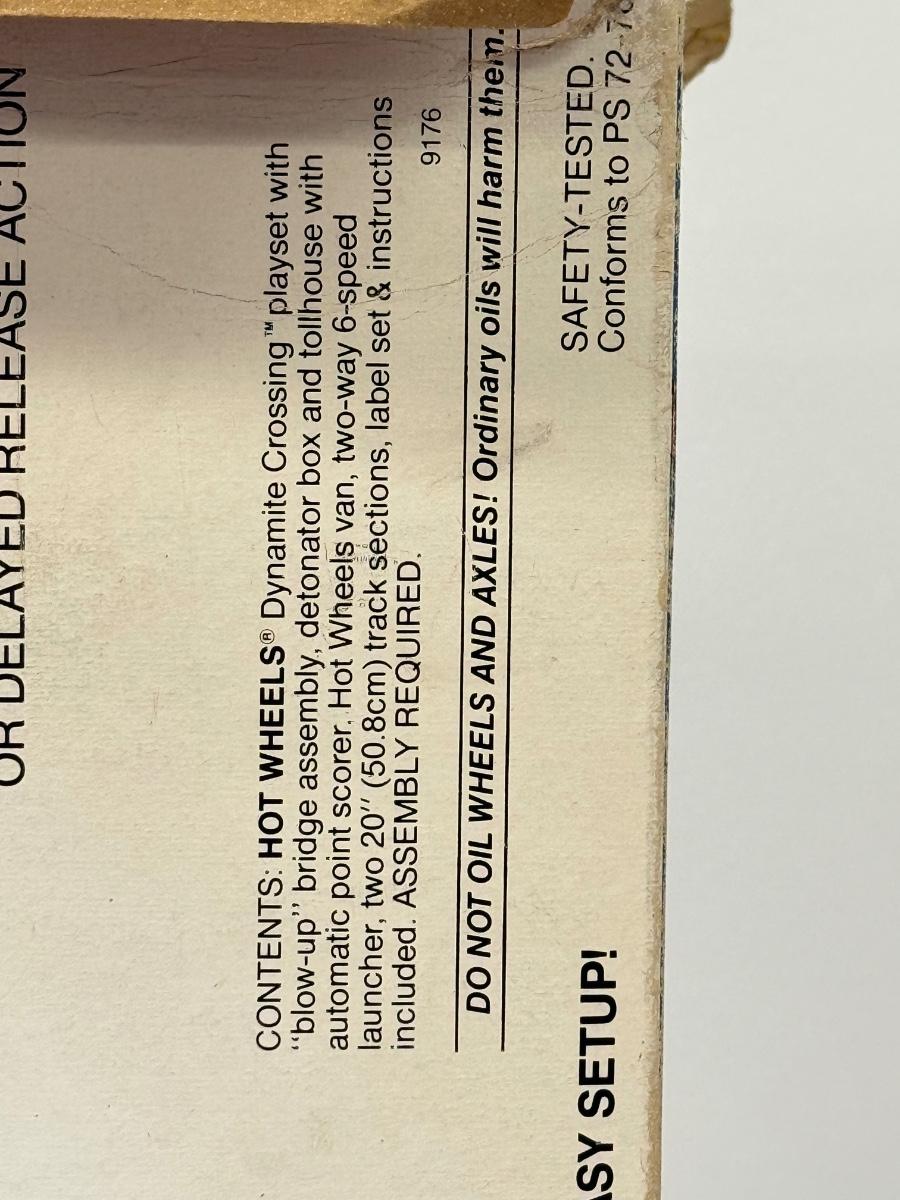 OR DELAYED RELEASE ACTION
CONTENTS: HOT WHEELS® Dynamite Crossing™ playset with
“blow-up” bridge assembly, detonator box and tollhouse with
automatic point scorer, Hot Wheels van, two-way 6-speed
launcher, two 20″ (50.8cm) track sections, label set & instructions
included. ASSEMBLY REQUIRED.
9176
DO NOT OIL WHEELS AND AXLES! Ordinary oils will harm them.
SAFETY-TESTED.
Conforms to PS 72-76
ASY SETUP!